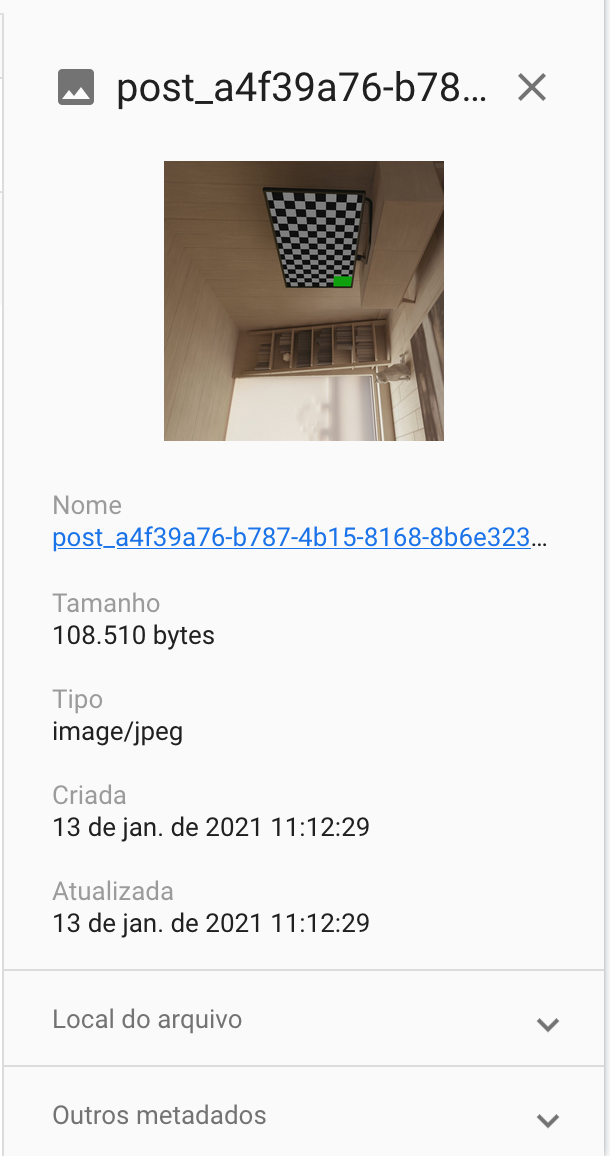 post_a4f39a76-b78...
Nome
post_a4f39a76-b787-4b15-8168-8b6e323...
Tamanho
108.510 bytes
Tipo
image/jpeg
Criada
13 de jan. de 2021 11:12:29
Atualizada
13 de jan. de 2021 11:12:29
Local do arquivo
Outros metadados